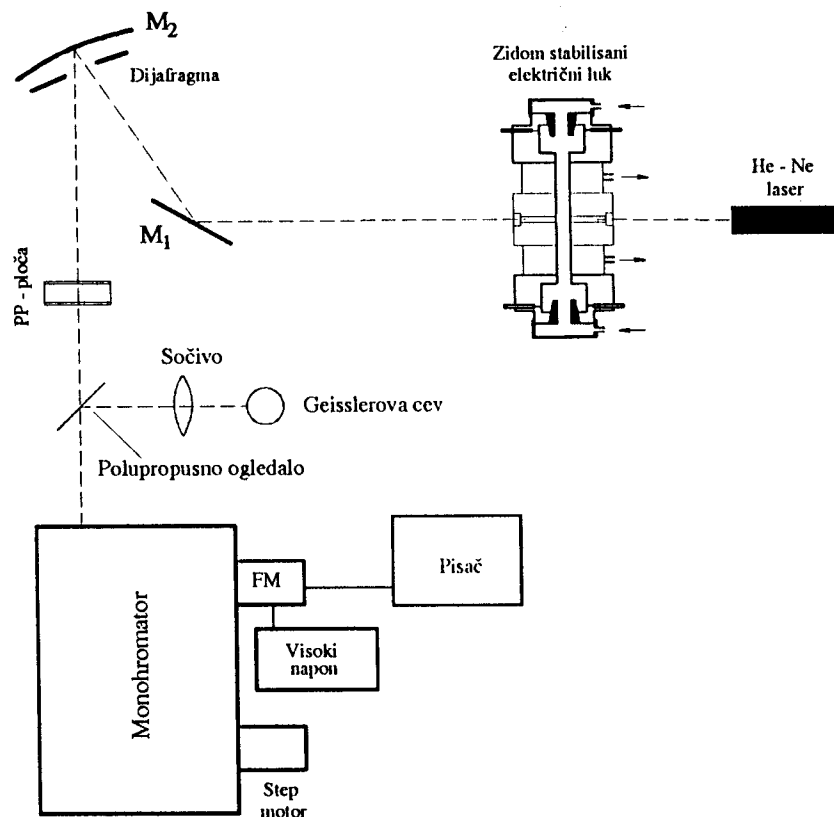 M2
Dijafragma
Zidom stabilisani
električni luk
He - Ne
laser
M1
PP - ploča
Sočivo
Geisslerova cev
Polupropusno ogledalo
Monohromator
FM
Pisač
Visoki
napon
Step
motor